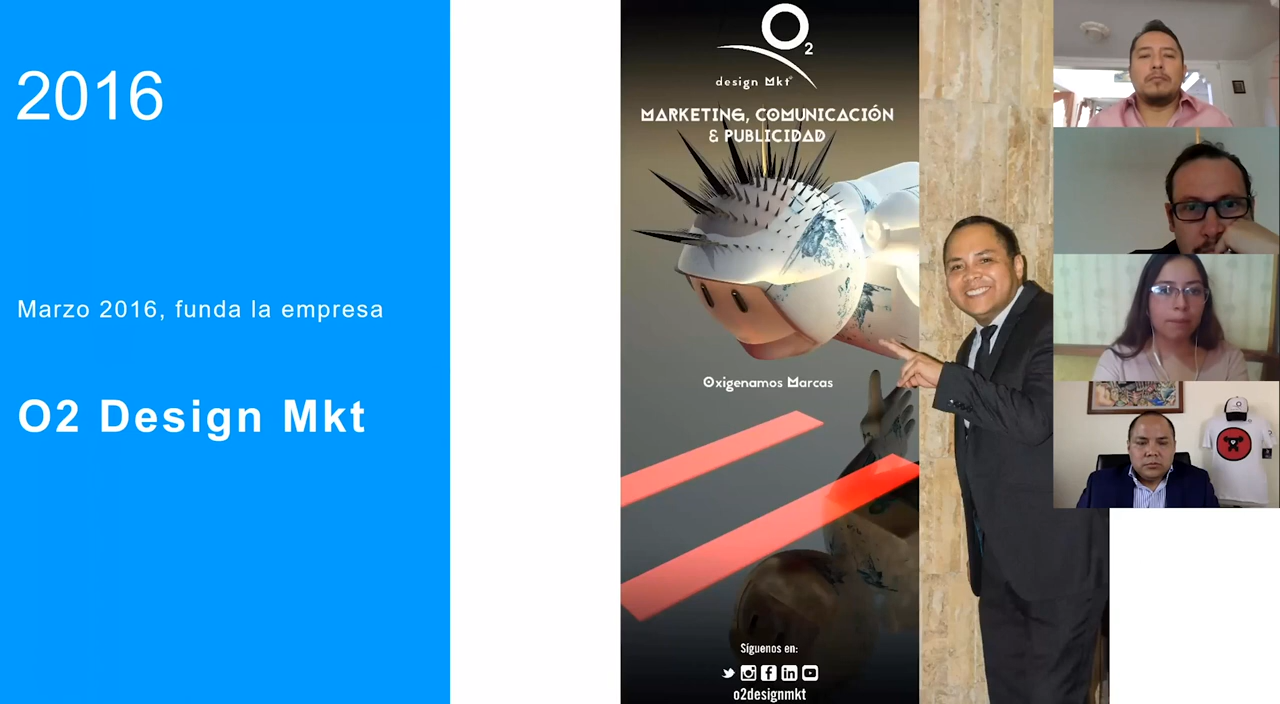 2016
Marzo 2016, funda la empresa
O2 Design Mkt
O2
design Mkt®
MARKETING, COMUNICACIÓN
& PUBLICIDAD
Oxigenamos Marcas
Síguenos en:
o2designmkt